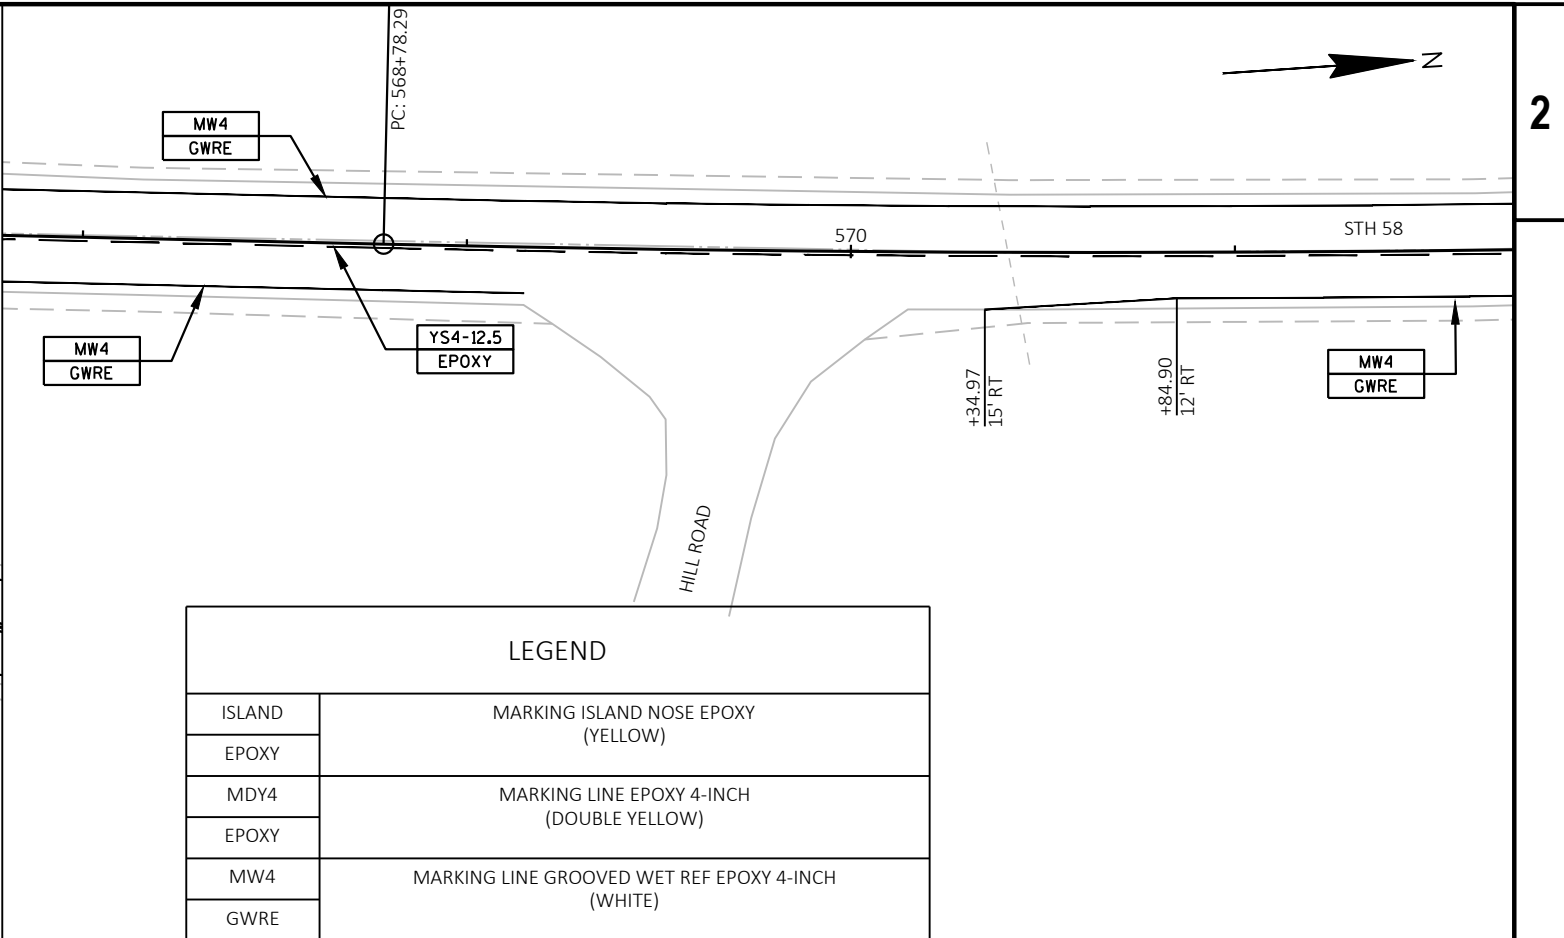 PC: 568+78.29
N
2
MW4
GWRE
570
STH 58
MW4
GWRE
YS4-12.5
EPOXY
+34.97
15' RT
+84.90
12' RT
MW4
GWRE
HILL ROAD
LEGEND
ISLAND
EPOXY
MARKING ISLAND NOSE EPOXY
(YELLOW)
MDY4
EPOXY
MARKING LINE EPOXY 4-INCH
(DOUBLE YELLOW)
MW4
GWRE
MARKING LINE GROOVED WET REF EPOXY 4-INCH
(WHITE)